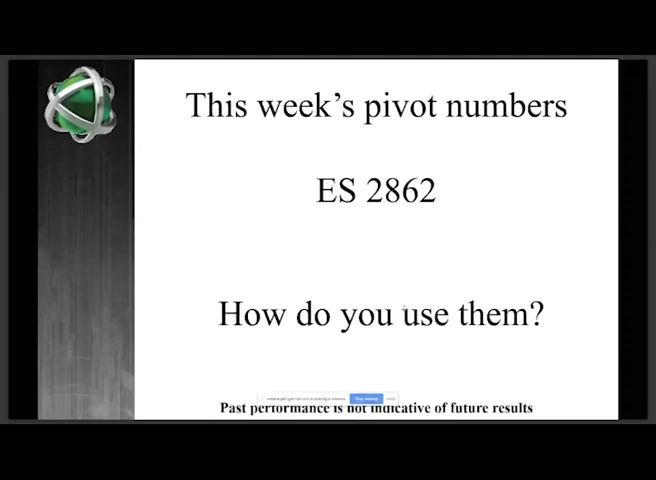 This week's pivot numbers
ES 2862
How do you use them?
Past performance is not indicative of future results